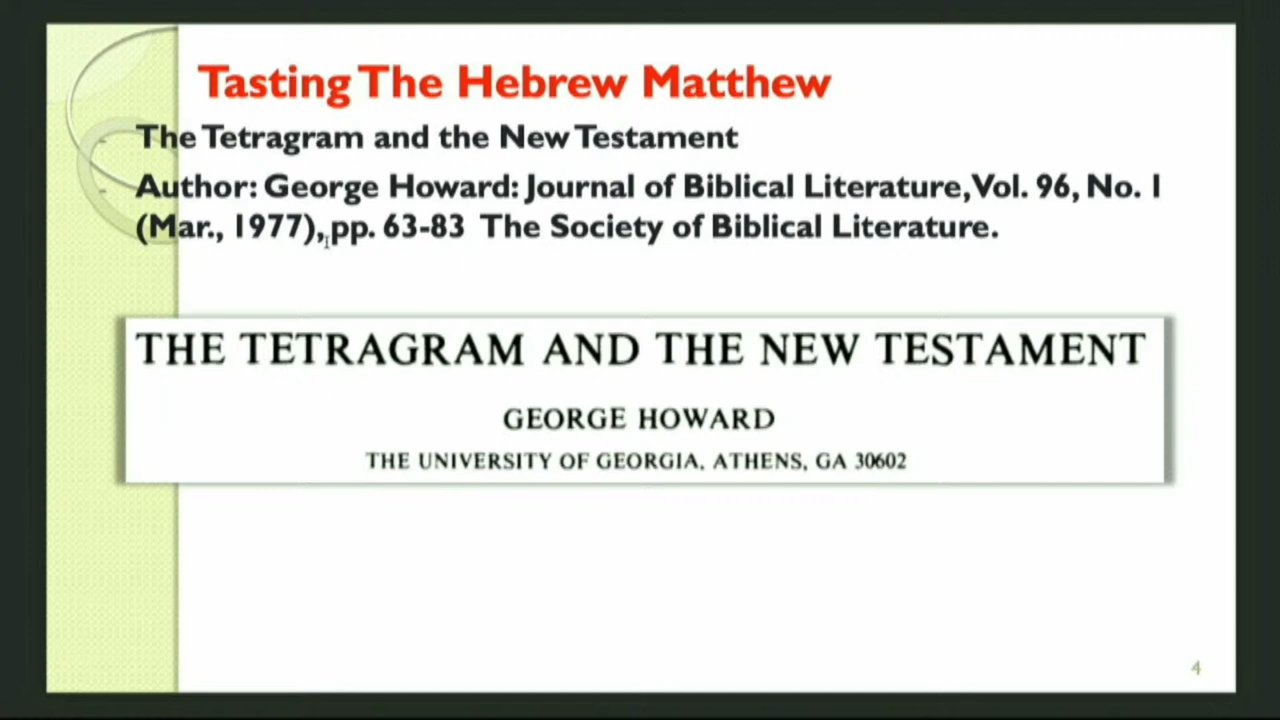 Tasting The Hebrew Matthew
- The Tetragram and the New Testament
- Author: George Howard: Journal of Biblical Literature, Vol. 96, No. 1
(Mar., 1977), pp. 63-83 The Society of Biblical Literature.
THE TETRAGRAM AND THE NEW TESTAMENT
GEORGE HOWARD
THE UNIVERSITY OF GEORGIA, ATHENS, GA 30602
4